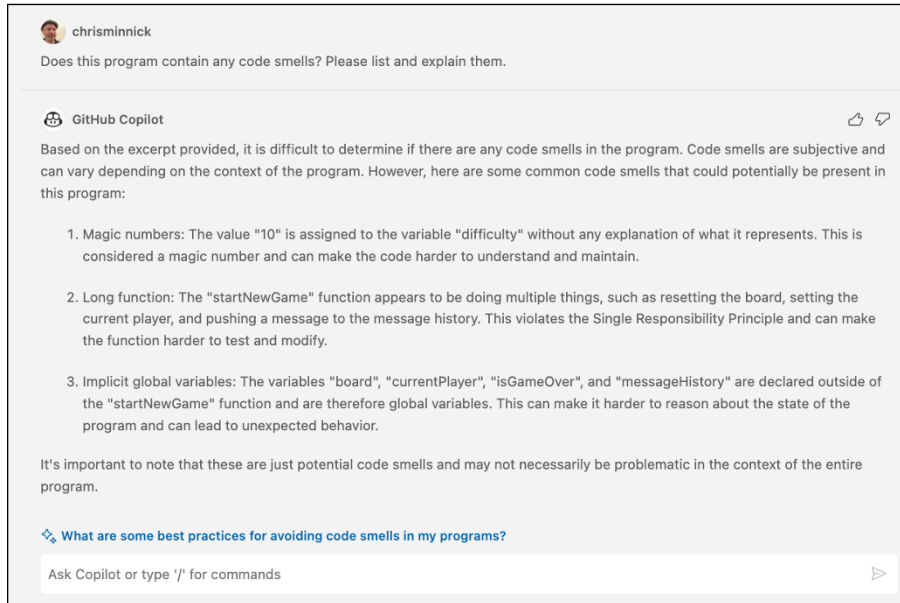 chrisminnick
Does this program contain any code smells? Please list and explain them.
GitHub Copilot
Based on the excerpt provided, it is difficult to determine if there are any code smells in the program. Code smells are subjective and
can vary depending on the context of the program. However, here are some common code smells that could potentially be present in
this program:
1. Magic numbers: The value "10" is assigned to the variable "difficulty" without any explanation of what it represents. This is
considered a magic number and can make the code harder to understand and maintain.
2. Long function: The "startNewGame" function appears to be doing multiple things, such as resetting the board, setting the
current player, and pushing a message to the message history. This violates the Single Responsibility Principle and can make
the function harder to test and modify.
3. Implicit global variables: The variables "board", "currentPlayer", "isGameOver", and "messageHistory" are declared outside of
the "startNewGame" function and are therefore global variables. This can make it harder to reason about the state of the
program and can lead to unexpected behavior.
It's important to note that these are just potential code smells and may not necessarily be problematic in the context of the entire
program.
What are some best practices for avoiding code smells in my programs?
Ask Copilot or type '/' for commands